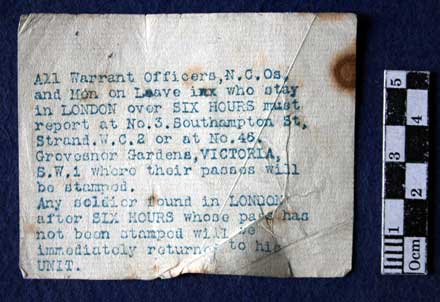 All Warrant Officers,N.C.Os,
and Men on Leave inx who stay
in LONDON over SIX HOURS must
report at No.3.Southampton St,
Strand.W.C.2 or at No.46,
Grovesnor Gardens,VICTORIA,
S.W.1 where their passes will
be stamped.
Any soldier found in LONDON
after SIX HOURS whose pass has
not been stamped will be
immediately returned to his
UNIT.
5
4
3
2
1
0cm